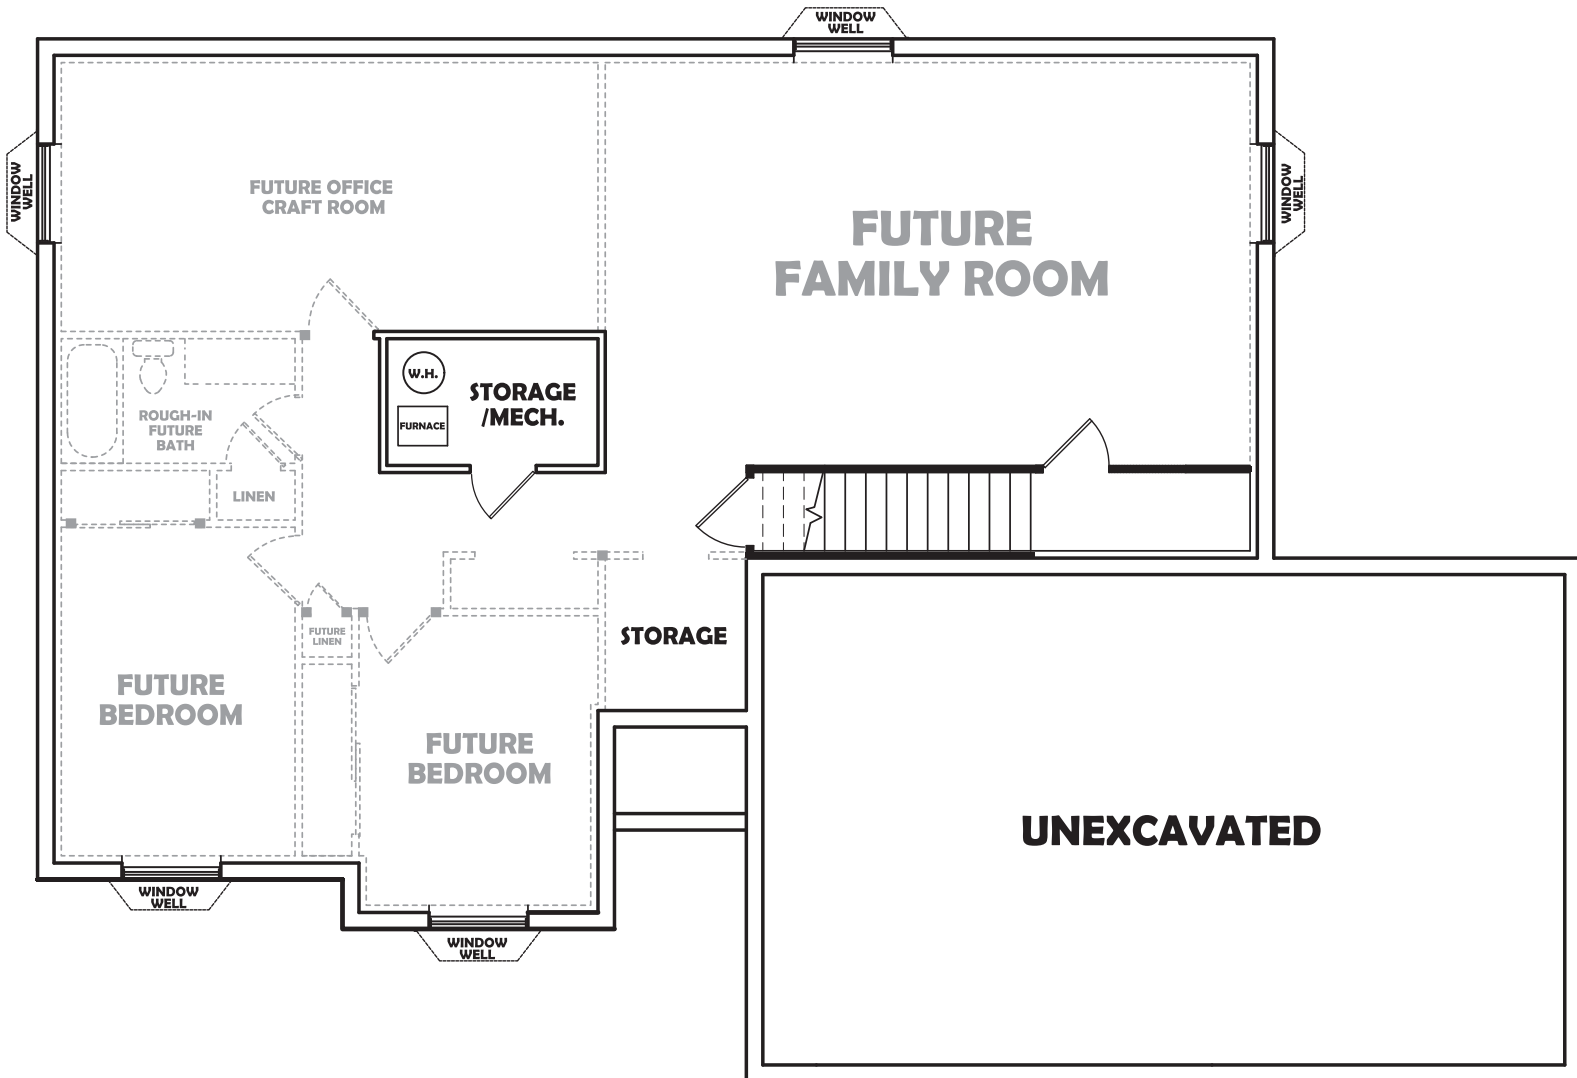 WINDOW
WELL
WINDOW
WELL
FUTURE OFFICE
CRAFT ROOM
FUTURE
FAMILY ROOM
WINDOW
WELL
W.H.
STORAGE
/MECH.
FURNACE
ROUGH-IN
FUTURE
BATH
LINEN
FUTURE
LINEN
STORAGE
FUTURE
BEDROOM
FUTURE
BEDROOM
UNEXCAVATED
WINDOW
WELL
WINDOW
WELL